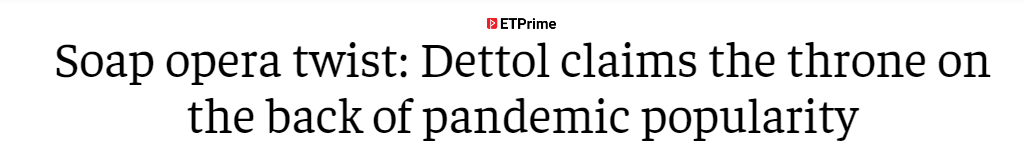 ETPrime
Soap opera twist: Dettol claims the throne on
the back of pandemic popularity